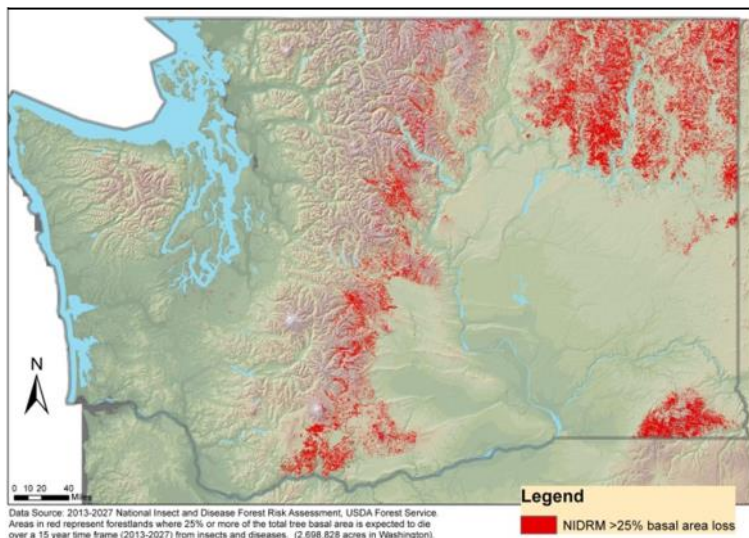 N
0 10 20 40
Miles
Legend
NIDRM >25% basal area loss
Data Source: 2013-2027 National Insect and Disease Forest Risk Assessment, USDA Forest Service.
Areas in red represent forestlands where 25% or more of the total tree basal area is expected to die
over a 15 year time frame (2013-2027) from insects and diseases. (2,698,828 acres in Washington).